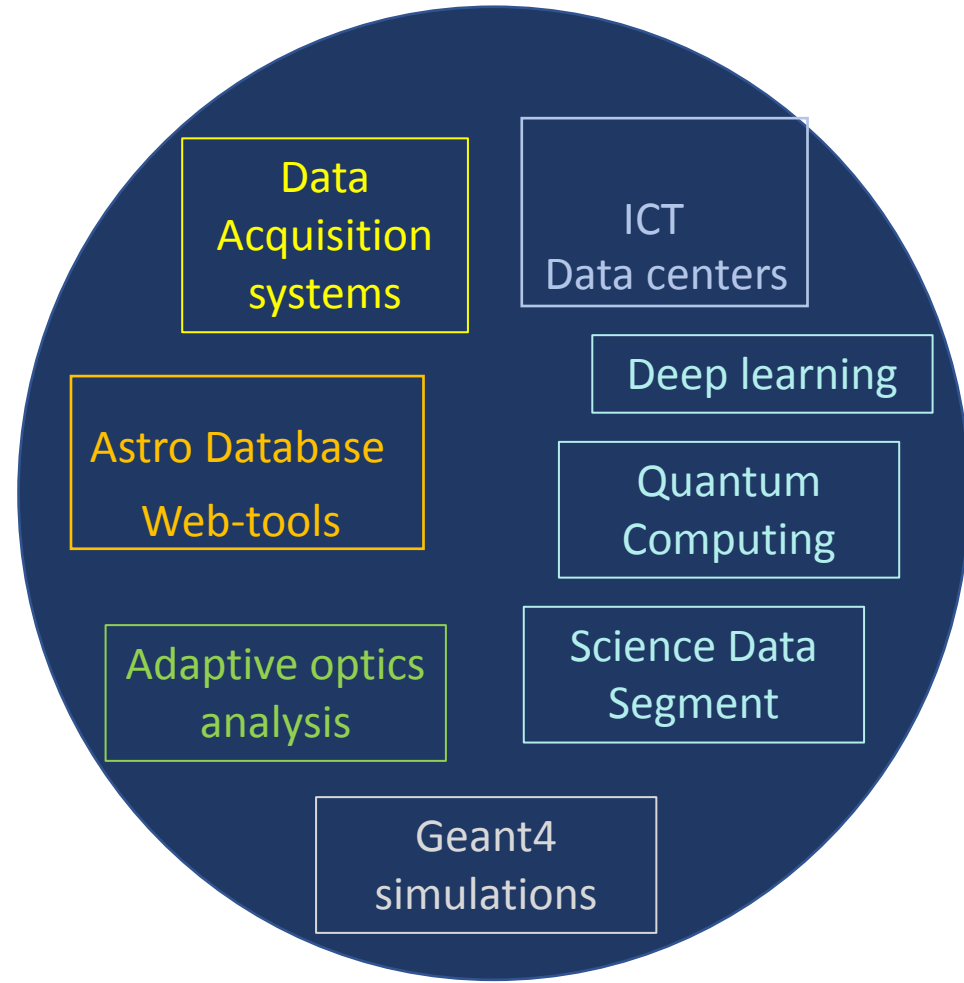 Data
Acquisition
systems
ICT
Data centers
Deep learning
Astro Database
Web-tools
Quantum
Computing
Adaptive optics
analysis
Science Data
Segment
Geant4
simulations